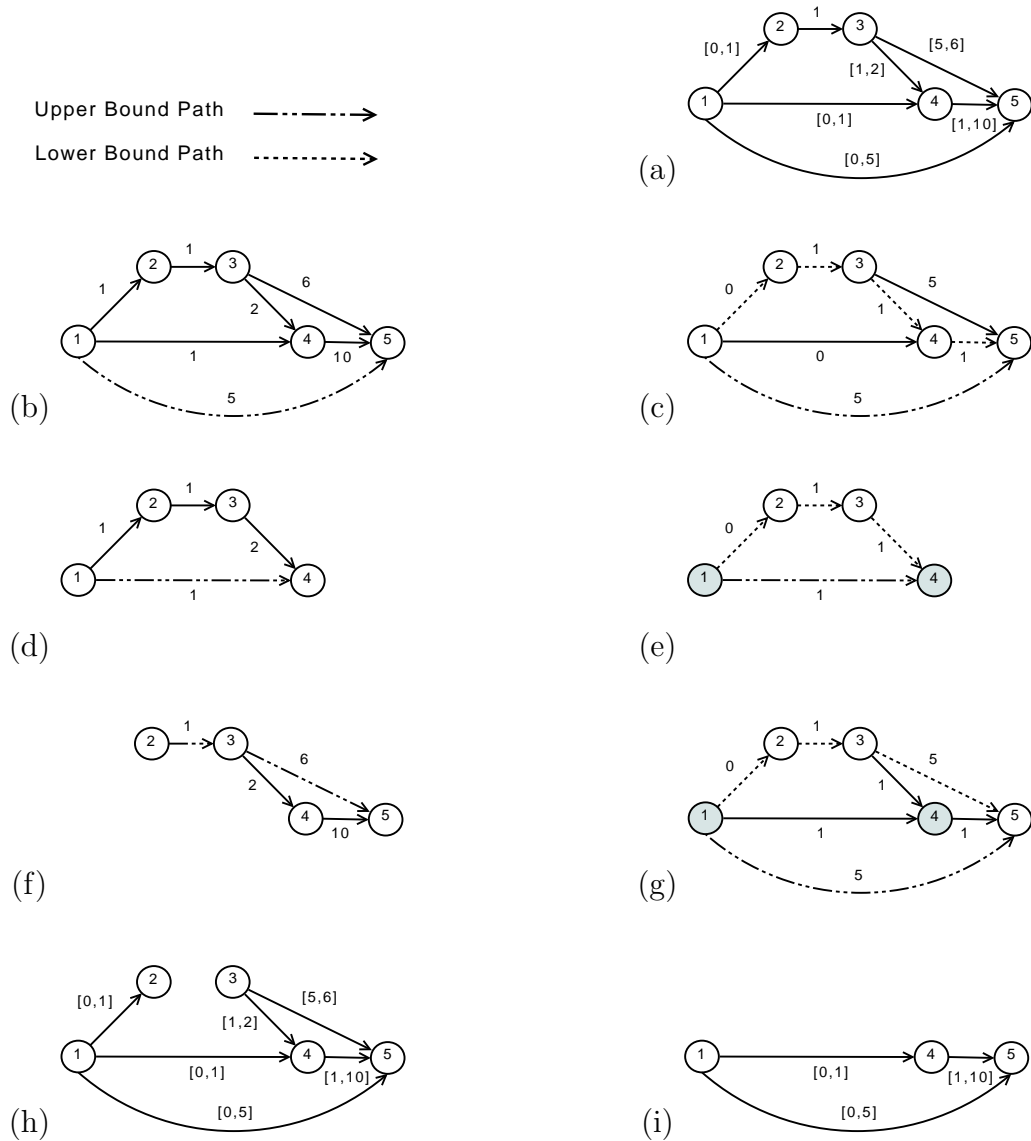 Upper Bound Path
Lower Bound Path
1 2 3 4 5
[0,1] 1 [5,6] [1,2] [0,1] [1,10] [0,5]
(a)
1 2 3 4 5
1 1 6 2 1 10 5
(b)
1 2 3 4 5
0 1 5 1 0 1 5
(c)
1 2 3 4
1 1 2 1
(d)
1 2 3 4
0 1 1 1
(e)
2 3 4 5
1 6 2 10
(f)
1 2 3 4 5
0 1 5 1 1 1 5
(g)
1 2 3 4 5
[0,1] [5,6] [1,2] [0,1] [1,10] [0,5]
(h)
1 4 5
[0,1] [1,10] [0,5]
(i)